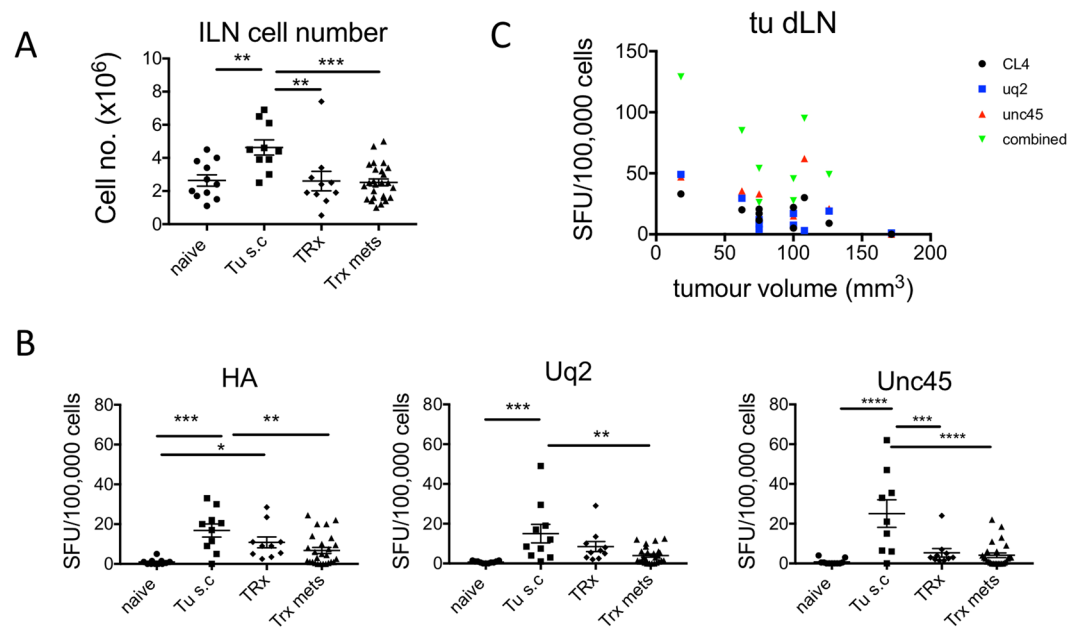 A
ILN cell number
Cell no. (x10⁶)
10
8
6
4
2
0
**
***
**
naive
Tu s.c
TRx
Trx mets
C
tu dLN
SFU/100,000 cells
150
100
50
0
0
50
100
150
200
tumour volume (mm³)
CL4
uq2
unc45
combined
B
HA
SFU/100,000 cells
80
60
40
20
0
***
**
*
naive
Tu s.c
TRx
Trx mets
Uq2
SFU/100,000 cells
80
60
40
20
0
***
**
naive
Tu s.c
TRx
Trx mets
Unc45
SFU/100,000 cells
80
60
40
20
0
****
***
****
naive
Tu s.c
TRx
Trx mets